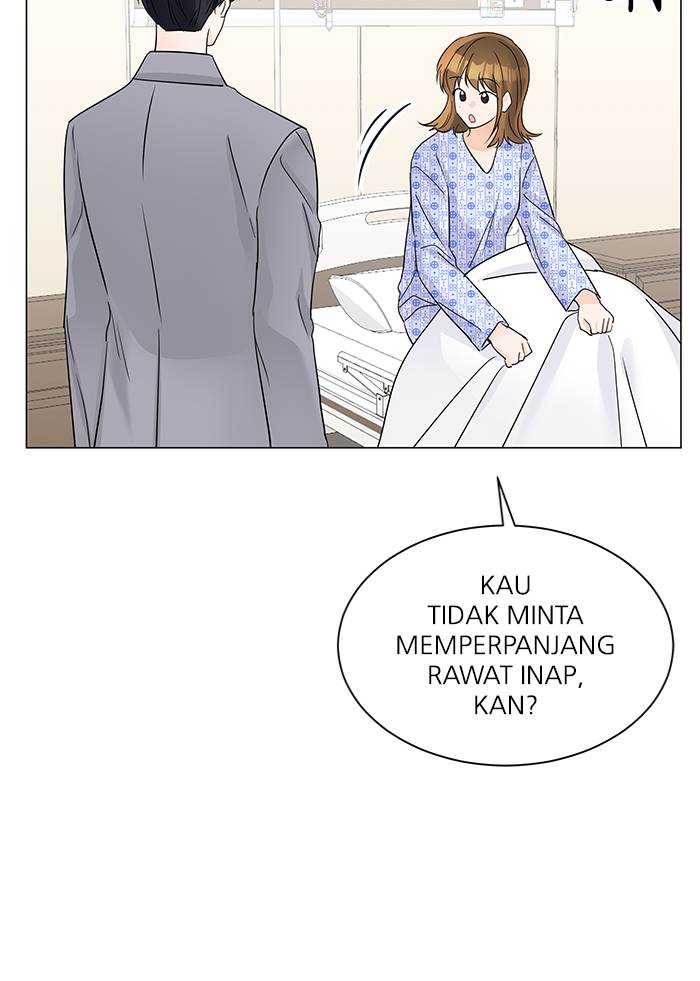 KAU
TIDAK MINTA
MEMPERPANJANG
RAWAT INAP,
KAN?